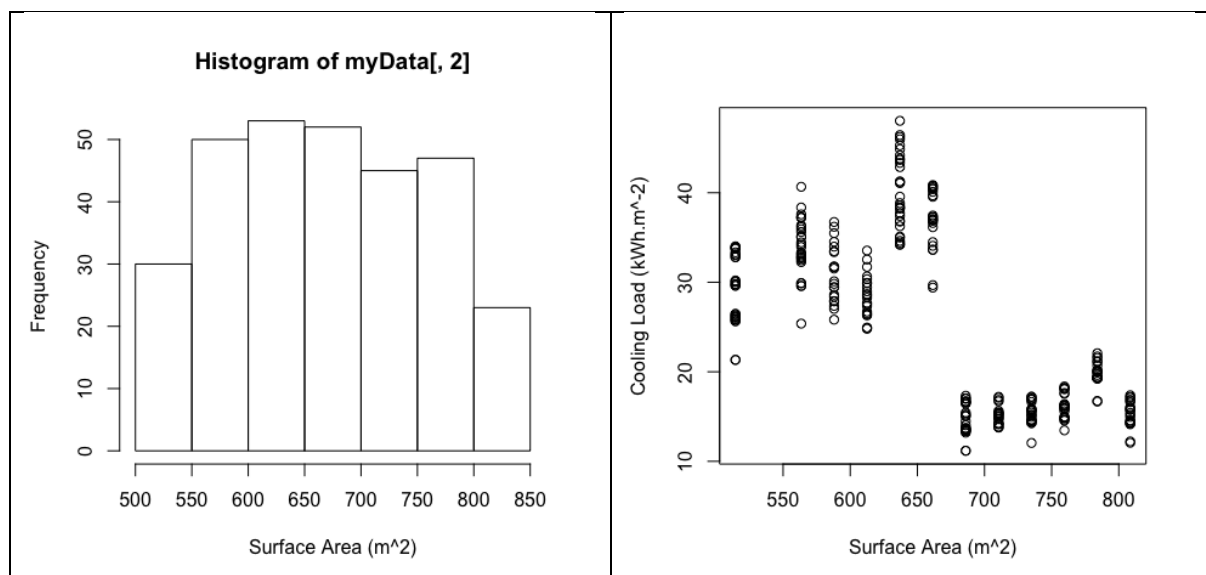 Histogram of myData[, 2]
Frequency
50
40
30
20
10
0
500 550 600 650 700 750 800 850
Surface Area (m^2)
Cooling Load (kWh.m^-2)
40
30
20
10
550 600 650 700 750 800
Surface Area (m^2)